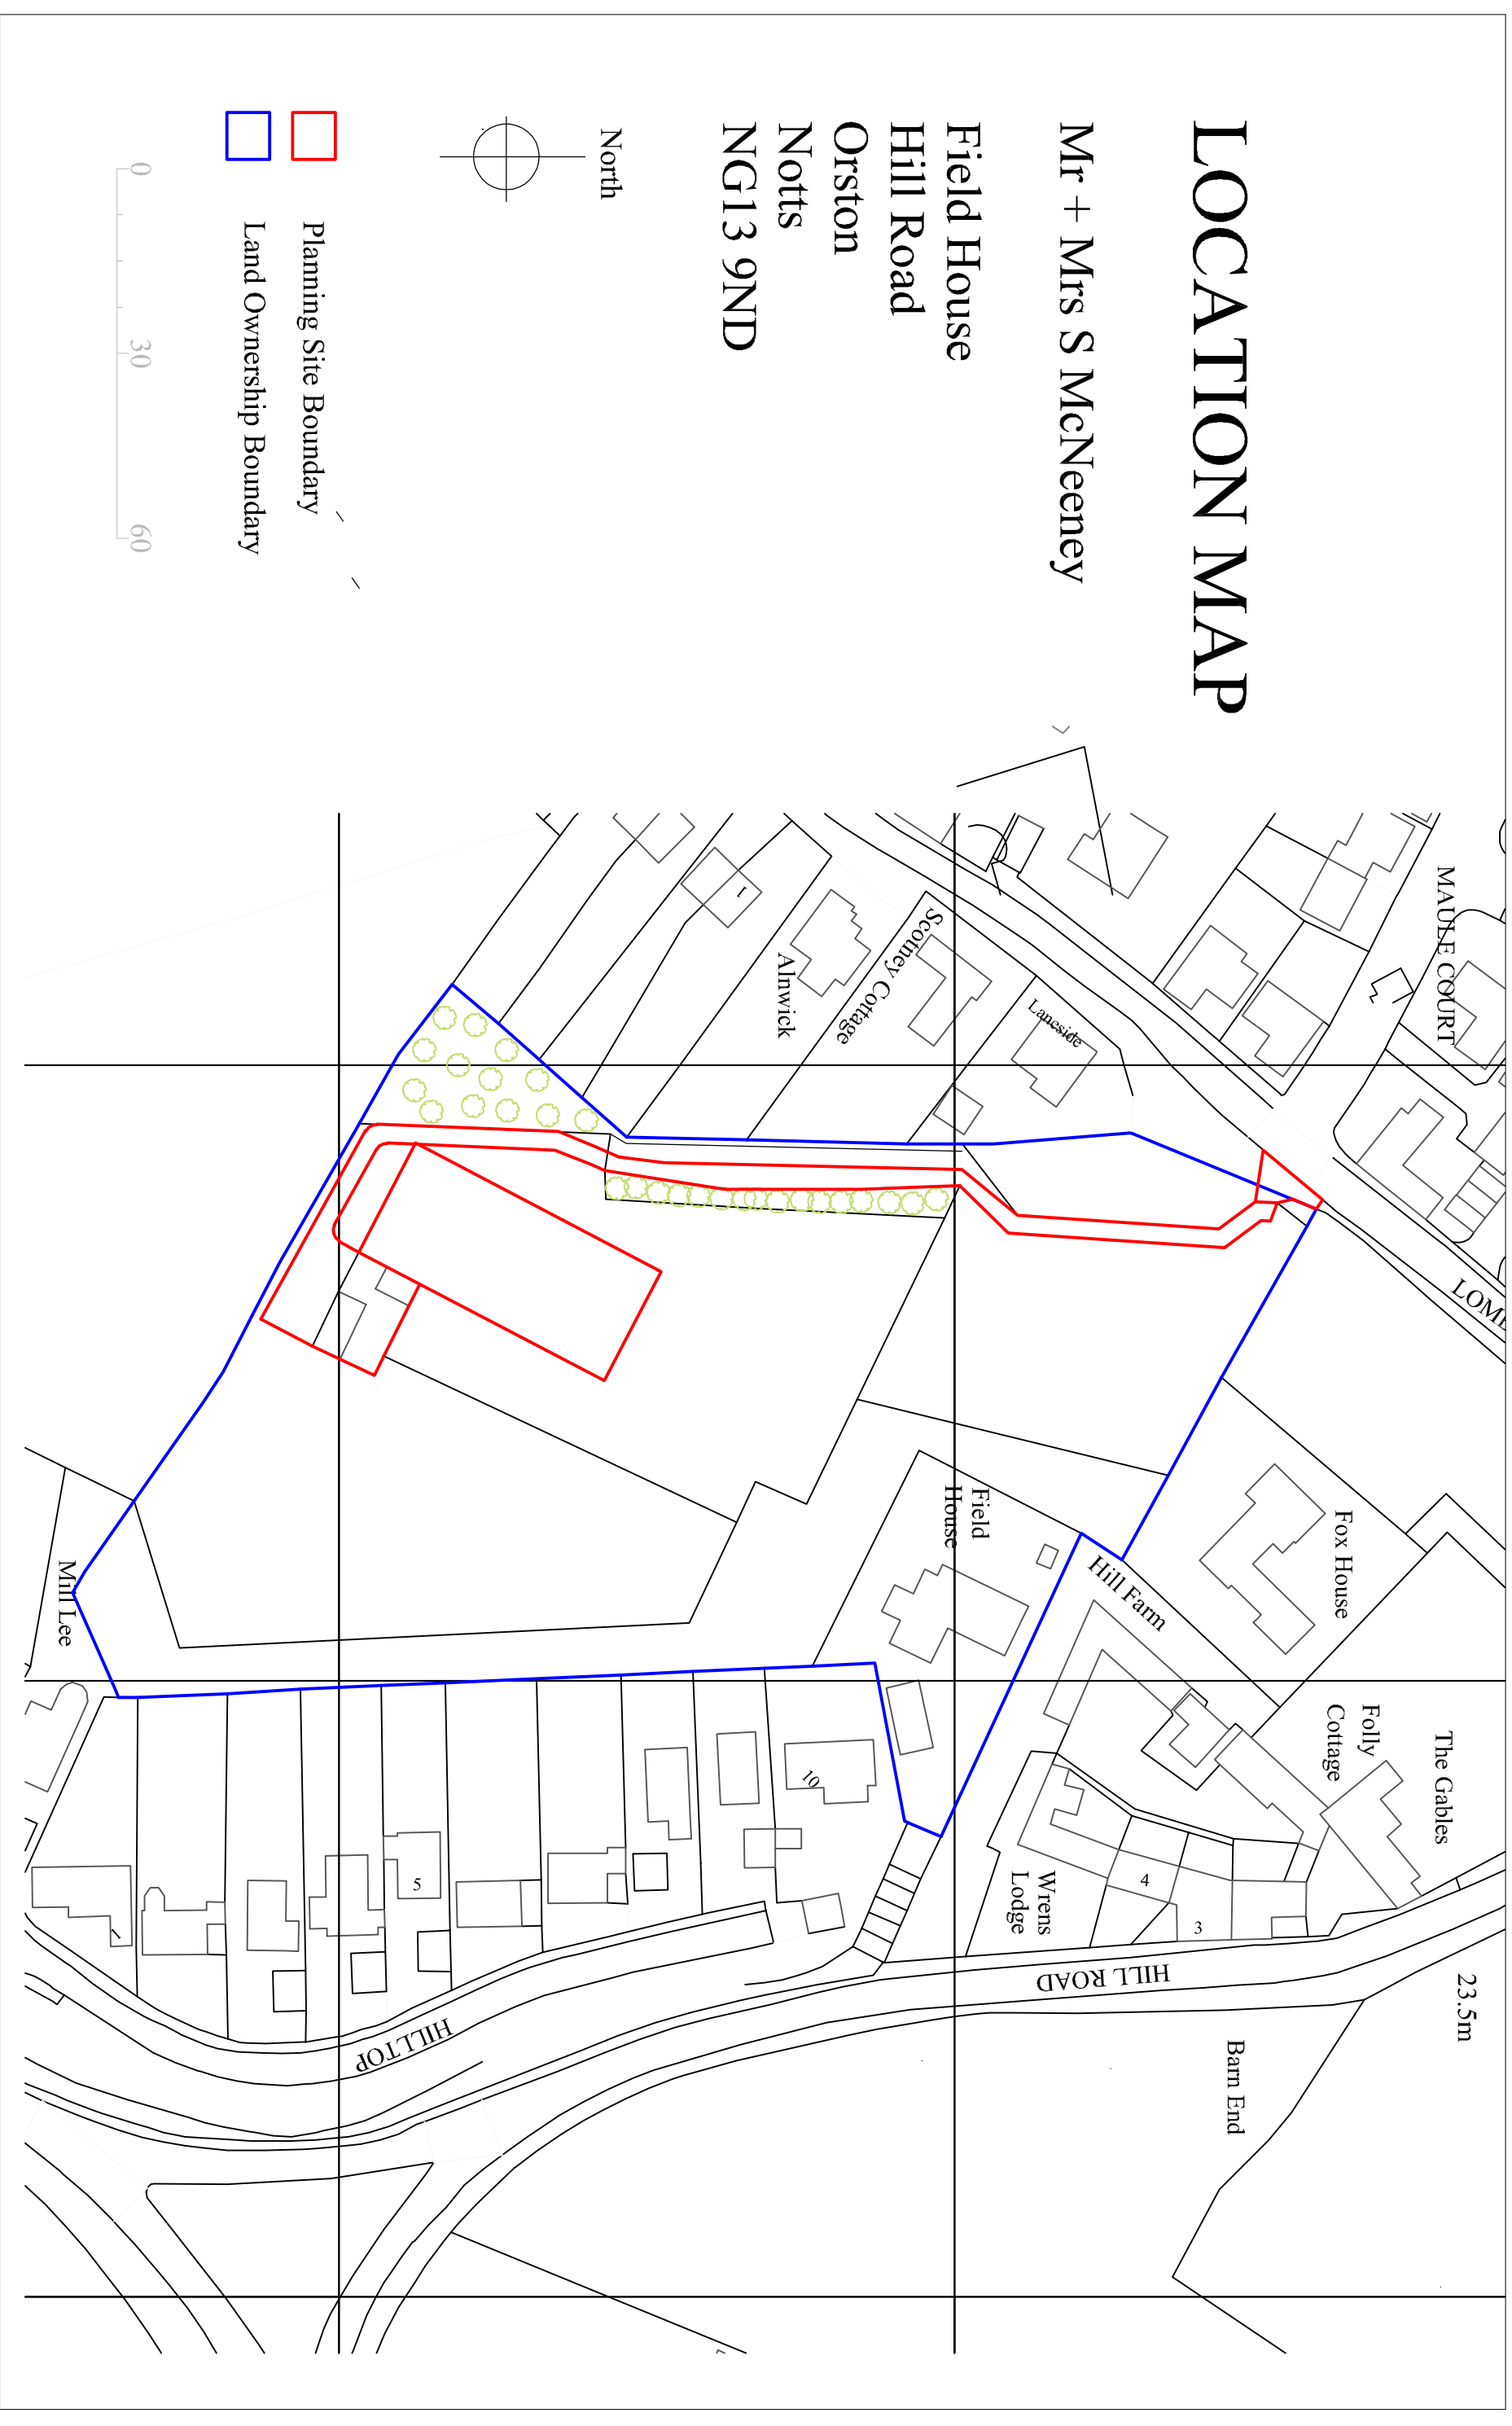 LOCATION MAP
Mr + Mrs S McNeeney
Field House
Hill Road
Orston
Notts
NG13 9ND
North
Planning Site Boundary
Land Ownership Boundary
0
30
60
MAULE COURT
Laneside
Scotney Cottage
Alnwick
1
Fox House
Field
House
Hill Farm
Mill Lee
The Gables
Folly
Cottage
10
4
3
Wrens
Lodge
5
1
HILL ROAD
23.5m
HILLTOP
Barn End